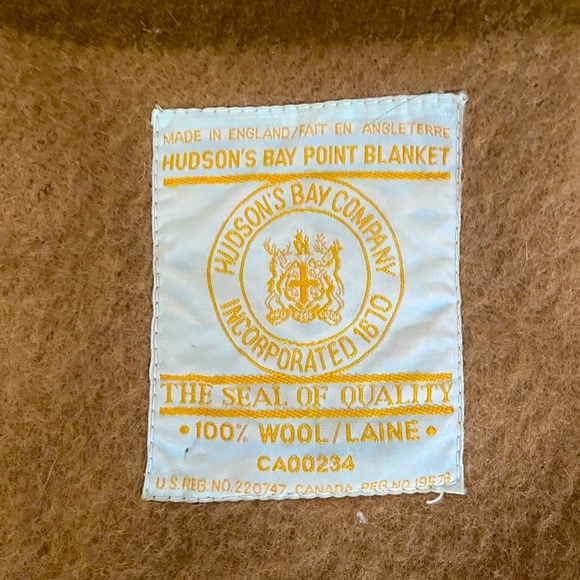 MADE IN ENGLAND/FAIT EN ANGLETERRE
HUDSON'S BAY POINT BLANKET
HUDSON'S BAY COMPANY
INCORPORATED 1670
THE SEAL OF QUALITY
• 100% WOOL/LAINE •
CA00234
U.S. REG NO. 220747, CANADA REG. NO.